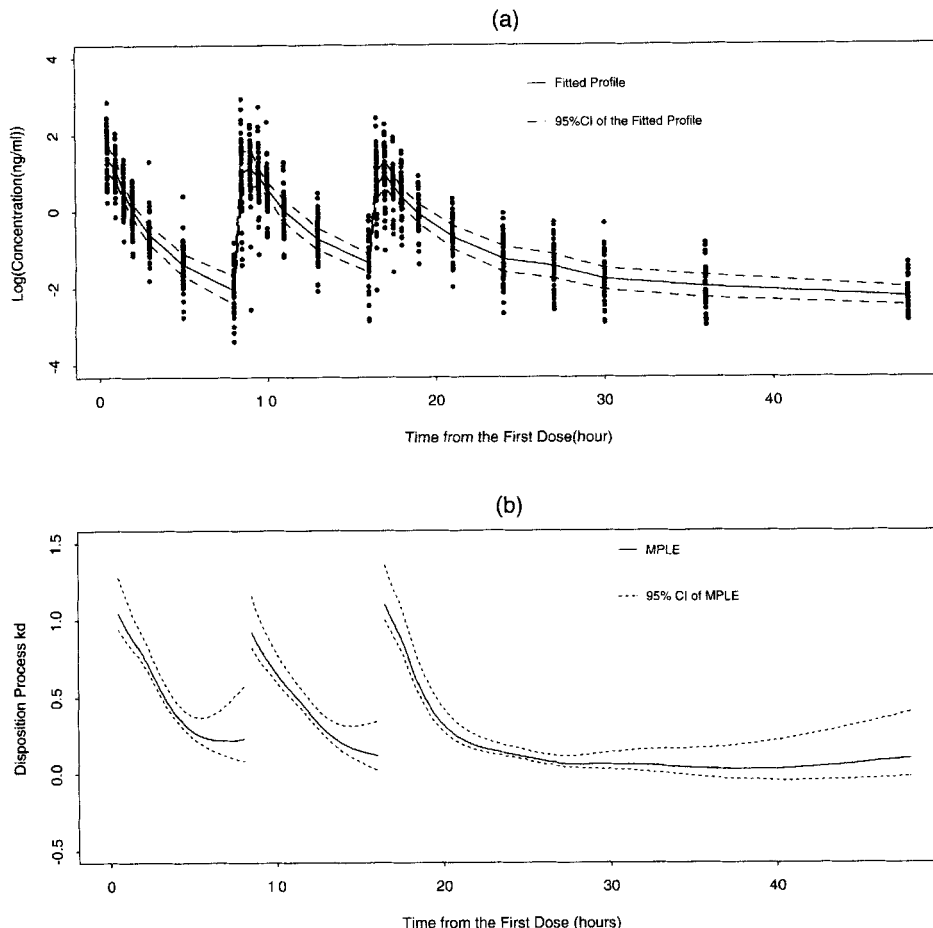 (a)
Log(Concentration(ng/ml))
4
2
0
-2
-4
Fitted Profile
95%CI of the Fitted Profile
0 10 20 30 40
Time from the First Dose(hour)
(b)
Disposition Process kd
1.5
1.0
0.5
0.0
-0.5
MPLE
95% CI of MPLE
0 10 20 30 40
Time from the First Dose (hours)